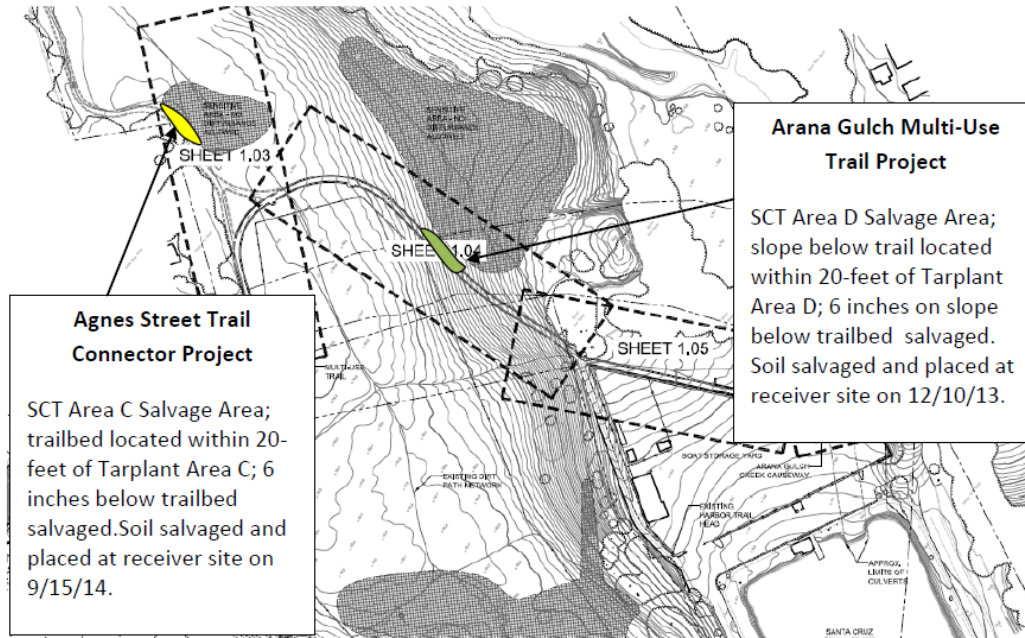 SENSITIVE
AREA - NO
DISTURBANCE
SHEET 1.03
SENSITIVE
AREA - NO
DISTURBANCE
SHEET 1.04
Arana Gulch Multi-Use
Trail Project
SCT Area D Salvage Area;
slope below trail located
within 20-feet of Tarplant
Area D; 6 inches on slope
below trailbed salvaged.
Soil salvaged and placed at
receiver site on 12/10/13.
Agnes Street Trail
Connector Project
SCT Area C Salvage Area;
trailbed located within 20-
feet of Tarplant Area C; 6
inches below trailbed
salvaged.Soil salvaged and
placed at receiver site on
9/15/14.
SHEET 1.05
MULTI-USE
TRAIL
BOAT STORAGE YARD
ARANA GULCH
CREEK CAUSEWAY
EXISTING DIRT
PATH NETWORK
EXISTING
HARBOR TRAIL
HEAD
APPROX.
LIMITS OF
CULVERTS
SANTA CRUZ